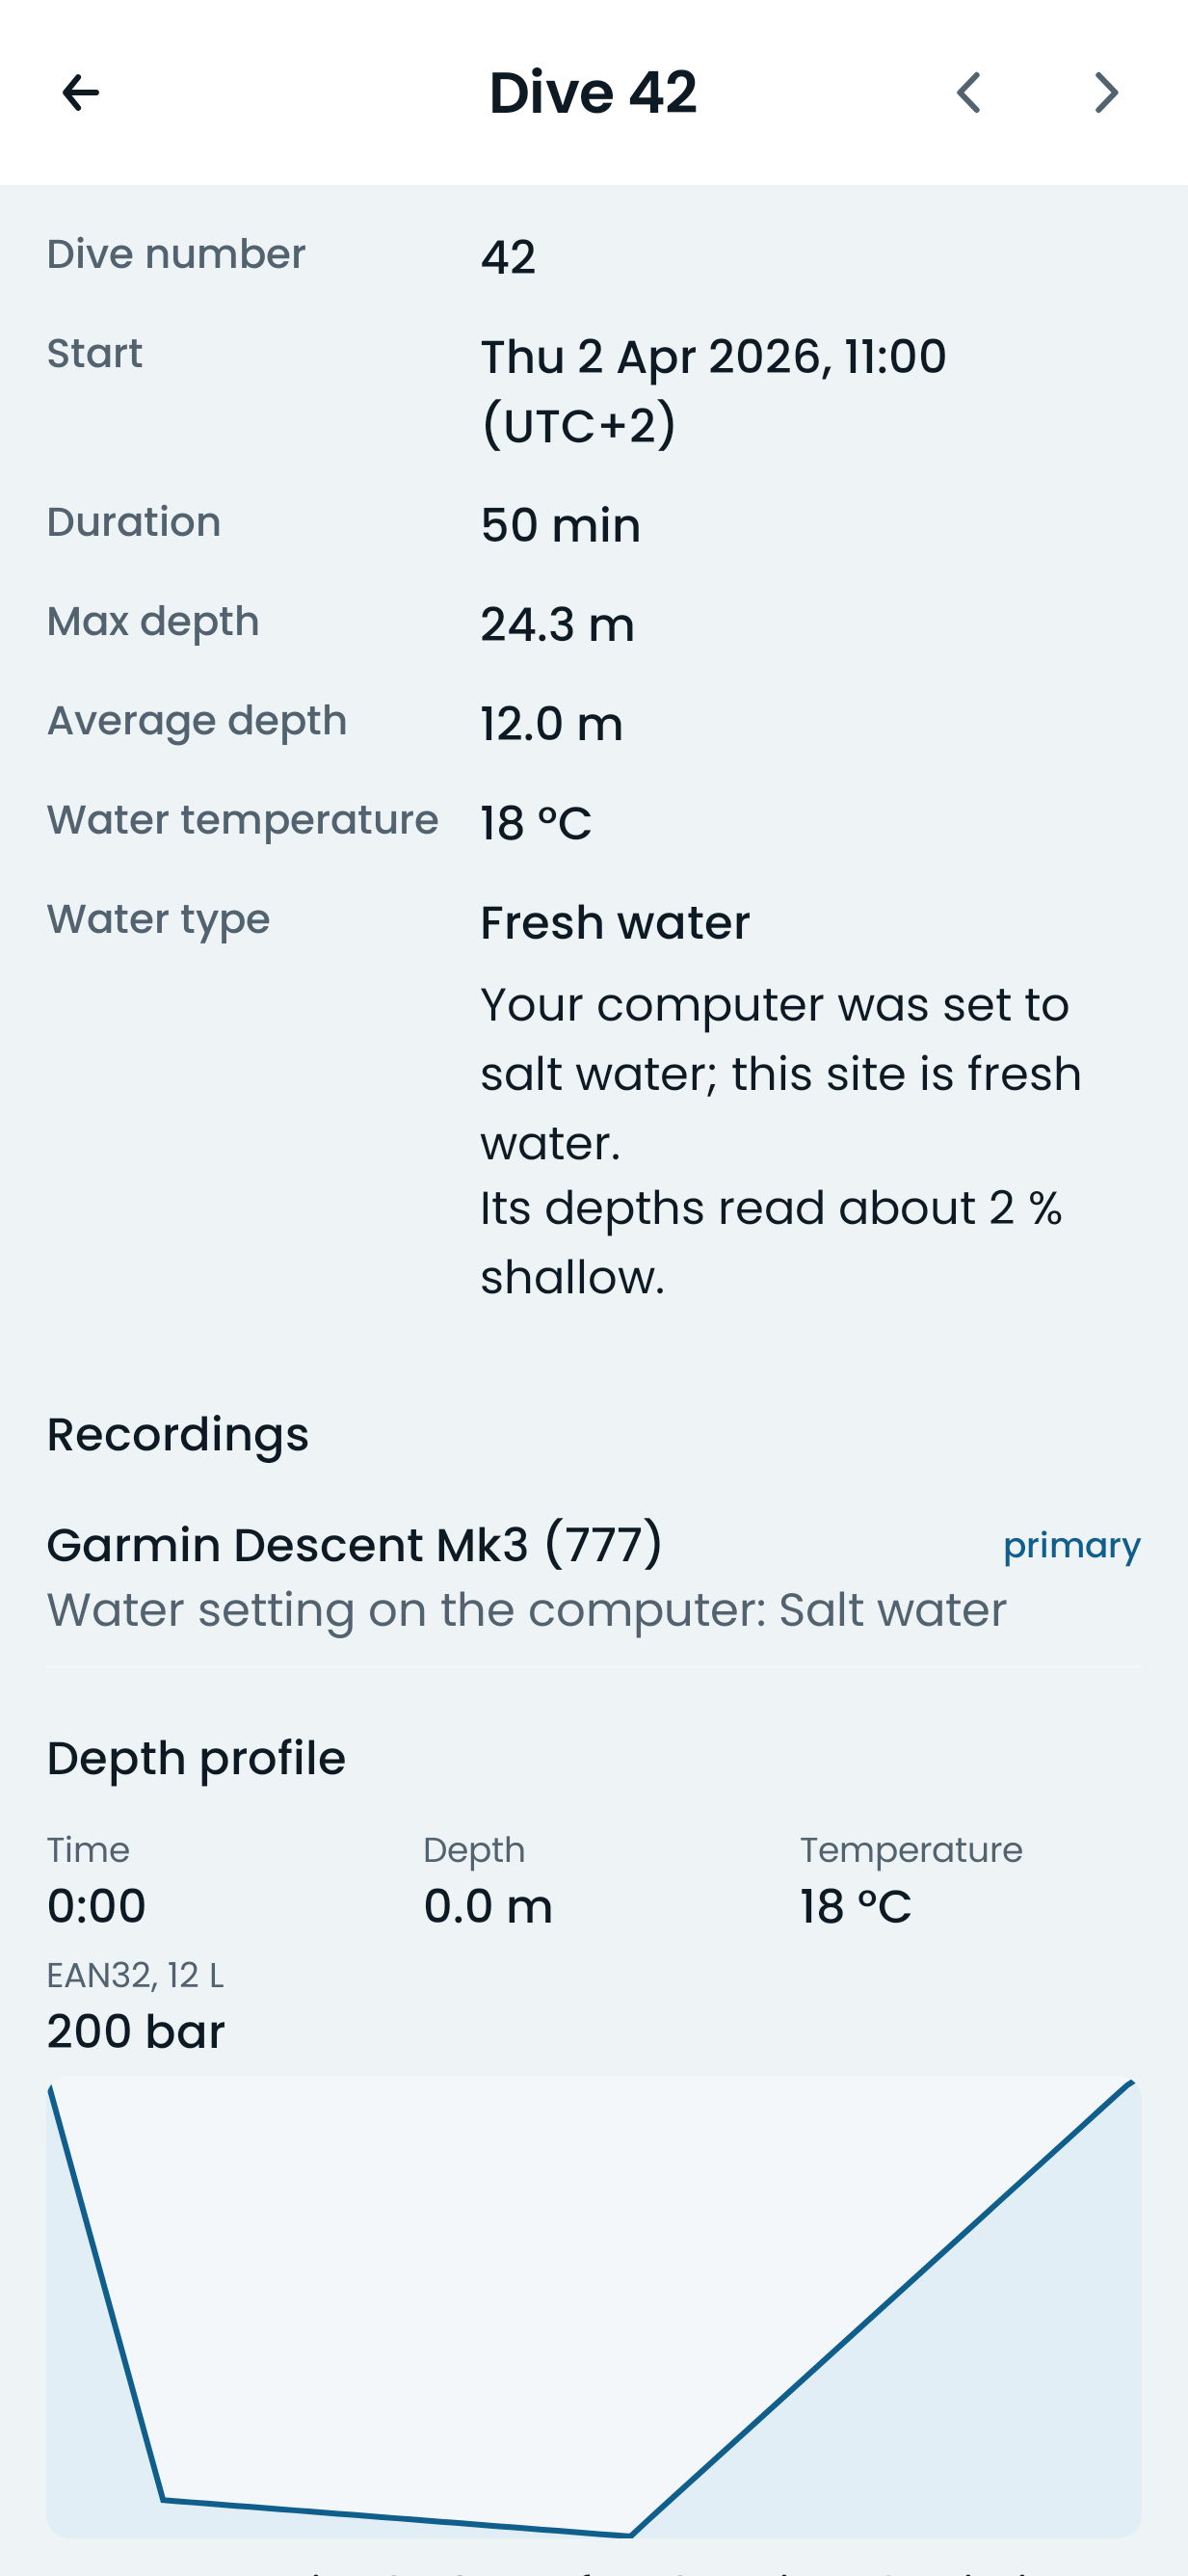 Dive 42
Dive number 42
Start Thu 2 Apr 2026, 11:00
(UTC+2)
Duration 50 min
Max depth 24.3 m
Average depth 12.0 m
Water temperature 18 °C
Water type Fresh water
Your computer was set to
salt water; this site is fresh
water.
Its depths read about 2 %
shallow.
Recordings
Garmin Descent Mk3 (777) primary
Water setting on the computer: Salt water
Depth profile
Time Depth Temperature
0:00 0.0 m 18 °C
EAN32, 12 L
200 bar